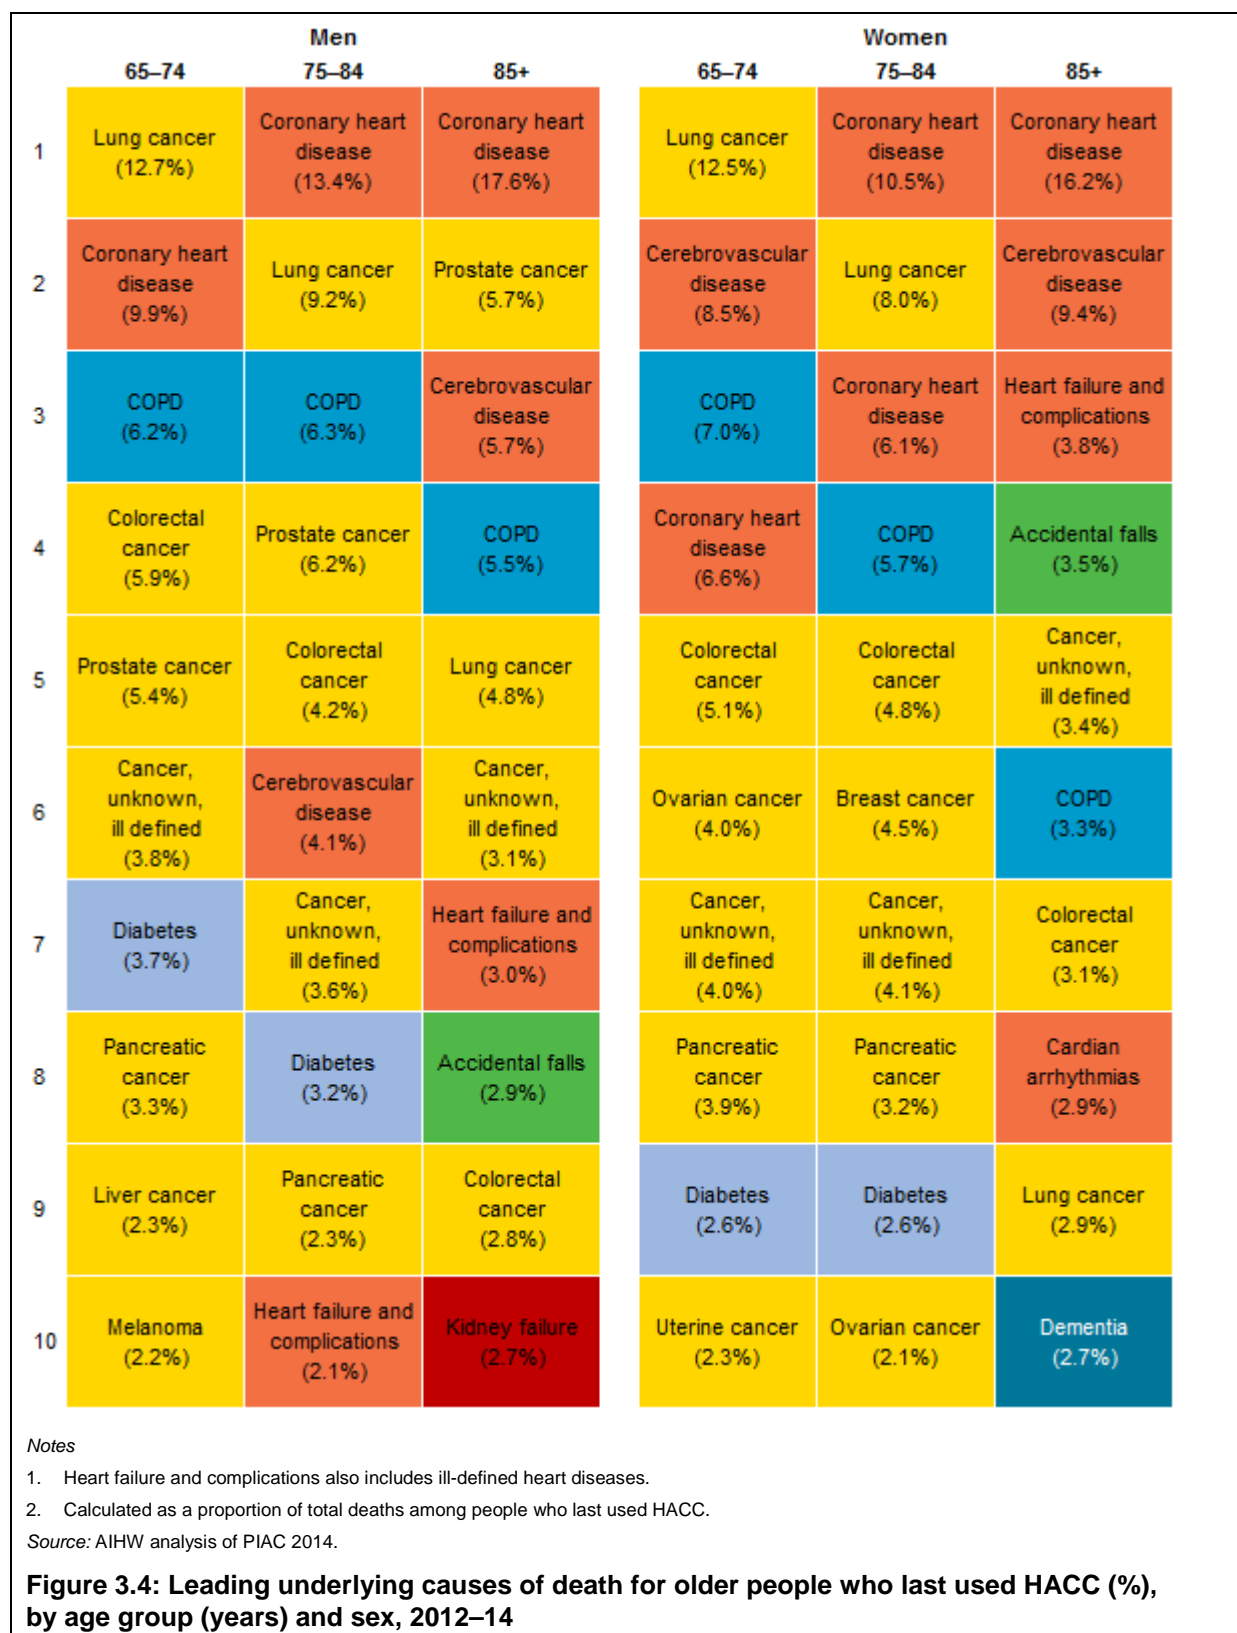 Men
Women
65–74
75–84
85+
65–74
75–84
85+
1
Lung cancer
(12.7%)
Coronary heart
disease
(13.4%)
Coronary heart
disease
(17.6%)
Lung cancer
(12.5%)
Coronary heart
disease
(10.5%)
Coronary heart
disease
(16.2%)
2
Coronary heart
disease
(9.9%)
Lung cancer
(9.2%)
Prostate cancer
(5.7%)
Cerebrovascular
disease
(8.5%)
Lung cancer
(8.0%)
Cerebrovascular
disease
(9.4%)
3
COPD
(6.2%)
COPD
(6.3%)
Cerebrovascular
disease
(5.7%)
COPD
(7.0%)
Coronary heart
disease
(6.1%)
Heart failure and
complications
(3.8%)
4
Colorectal
cancer
(5.9%)
Prostate cancer
(6.2%)
COPD
(5.5%)
Coronary heart
disease
(6.6%)
COPD
(5.7%)
Accidental falls
(3.5%)
5
Prostate cancer
(5.4%)
Colorectal
cancer
(4.2%)
Lung cancer
(4.8%)
Colorectal
cancer
(5.1%)
Colorectal
cancer
(4.8%)
Cancer,
unknown,
ill defined
(3.4%)
6
Cancer,
unknown,
ill defined
(3.8%)
Cerebrovascular
disease
(4.1%)
Cancer,
unknown,
ill defined
(3.1%)
Ovarian cancer
(4.0%)
Breast cancer
(4.5%)
COPD
(3.3%)
7
Diabetes
(3.7%)
Cancer,
unknown,
ill defined
(3.6%)
Heart failure and
complications
(3.0%)
Cancer,
unknown,
ill defined
(4.0%)
Cancer,
unknown,
ill defined
(4.1%)
Colorectal
cancer
(3.1%)
8
Pancreatic
cancer
(3.3%)
Diabetes
(3.2%)
Accidental falls
(2.9%)
Pancreatic
cancer
(3.9%)
Pancreatic
cancer
(3.2%)
Cardian
arrhythmias
(2.9%)
9
Liver cancer
(2.3%)
Pancreatic
cancer
(2.3%)
Colorectal
cancer
(2.8%)
Diabetes
(2.6%)
Diabetes
(2.6%)
Lung cancer
(2.9%)
10
Melanoma
(2.2%)
Heart failure and
complications
(2.1%)
Kidney failure
(2.7%)
Uterine cancer
(2.3%)
Ovarian cancer
(2.1%)
Dementia
(2.7%)
Notes
1. Heart failure and complications also includes ill-defined heart diseases.
2. Calculated as a proportion of total deaths among people who last used HACC.
Source: AIHW analysis of PIAC 2014.
Figure 3.4: Leading underlying causes of death for older people who last used HACC (%),
by age group (years) and sex, 2012–14